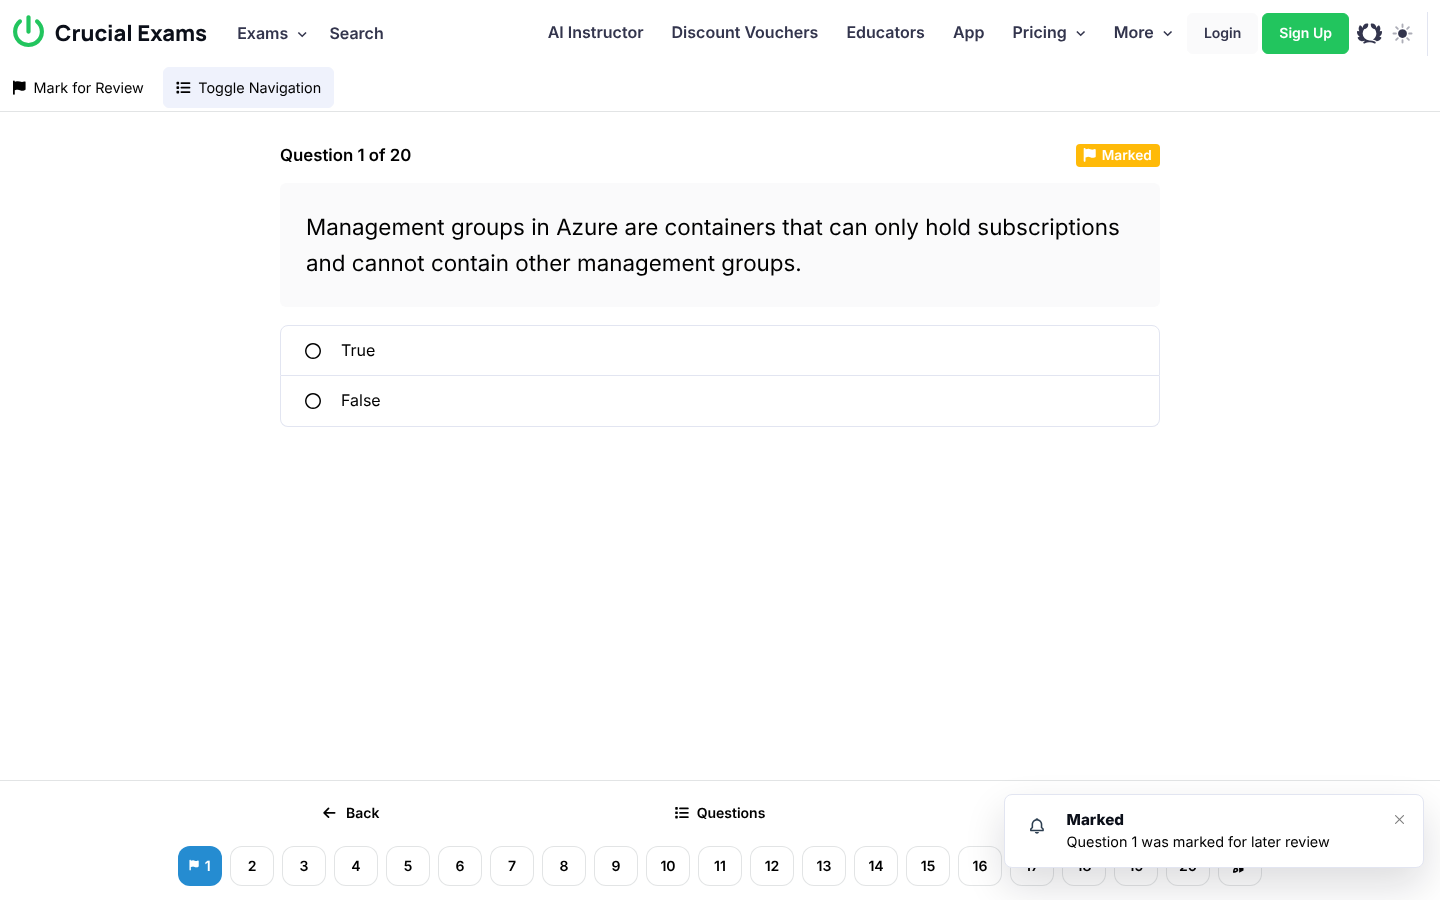 Crucial Exams
Exams
Search
AI Instructor
Discount Vouchers
Educators
App
Pricing
More
Login
Sign Up
Mark for Review
Toggle Navigation
Question 1 of 20
Marked
Management groups in Azure are containers that can only hold subscriptions
and cannot contain other management groups.
True
False
Back
Questions
Marked
Question 1 was marked for later review
1 2 3 4 5 6 7 8 9 10 11 12 13 14 15 16